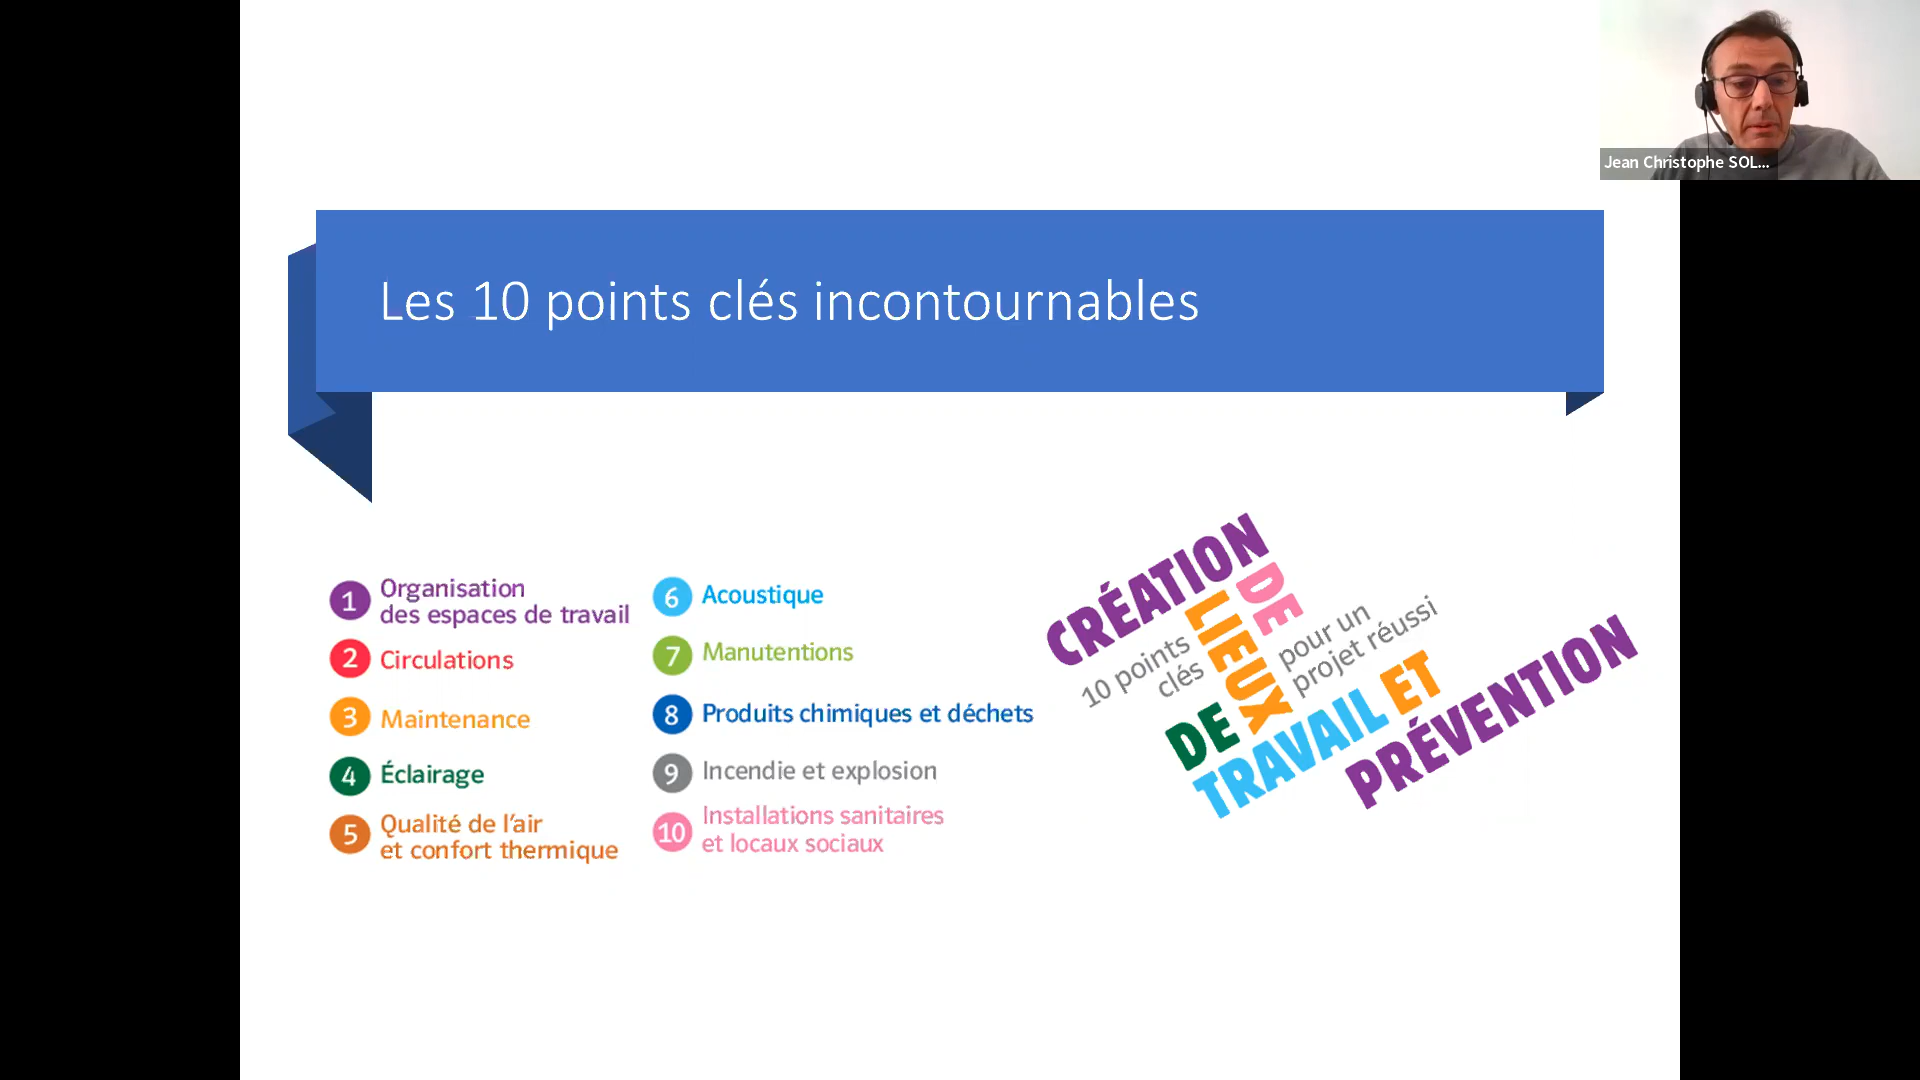 Jean Christophe SOL...
Les 10 points clés incontournables
1 Organisation
des espaces de travail
2 Circulations
3 Maintenance
4 Éclairage
5 Qualité de l'air
et confort thermique
6 Acoustique
7 Manutentions
8 Produits chimiques et déchets
9 Incendie et explosion
10 Installations sanitaires
et locaux sociaux
CRÉATION
DE
LIEUX
10 points
clés
pour un
projet réussi
DE
TRAVAIL ET
PRÉVENTION